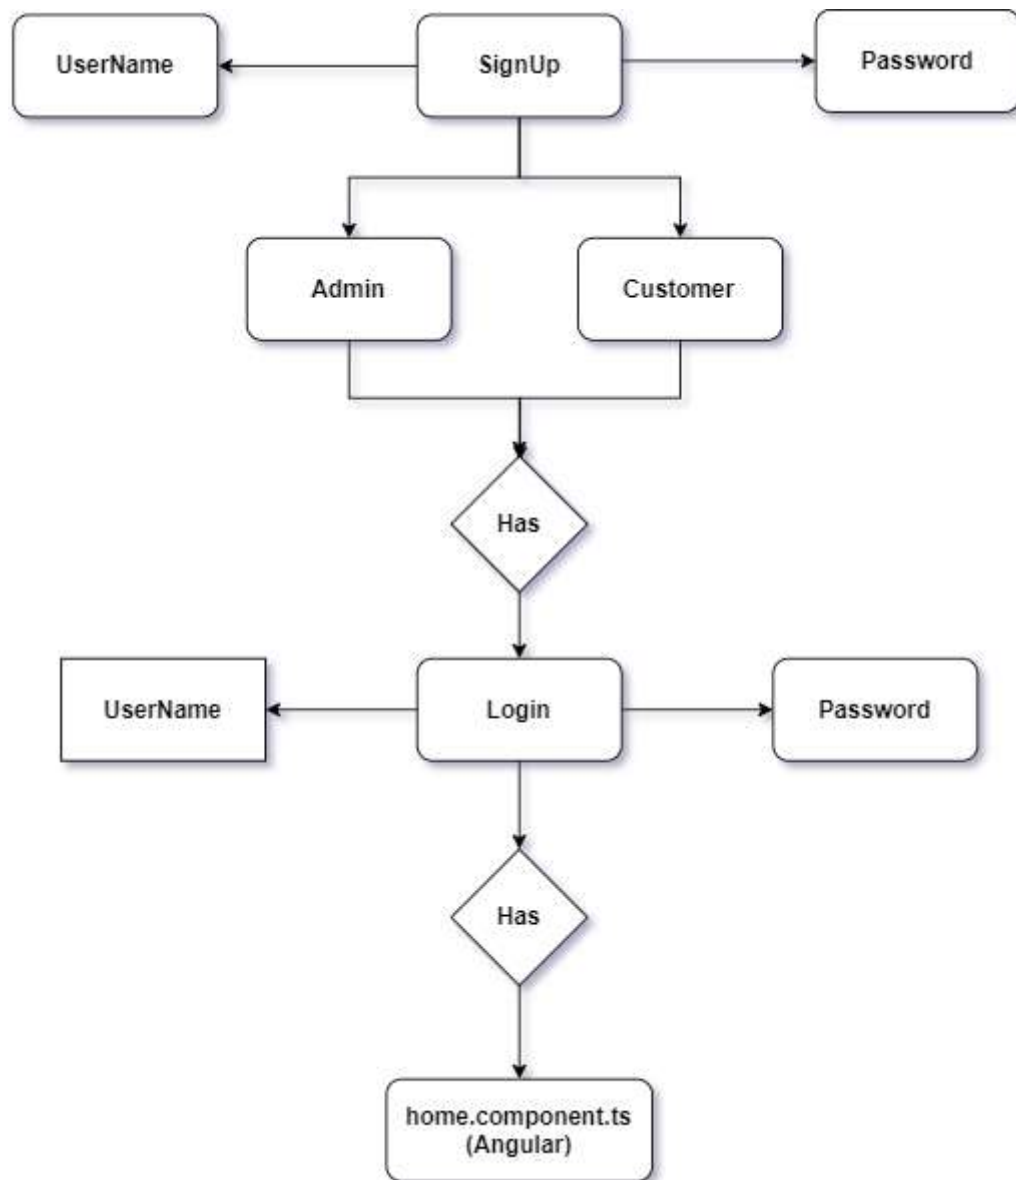 UserName
SignUp
Password
Admin
Customer
Has
UserName
Login
Password
Has
home.component.ts
(Angular)